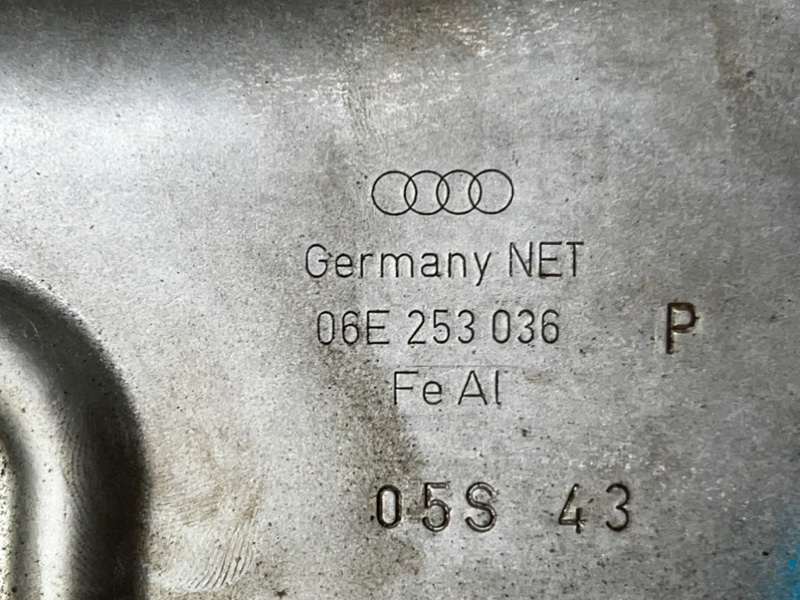 Germany NET
06E 253 036 P
Fe Al
05S 43